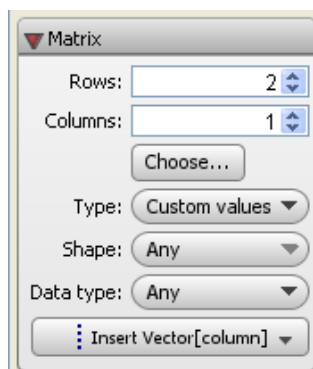 Matrix
Rows: 2
Columns: 1
Choose...
Type: Custom values
Shape: Any
Data type: Any
Insert Vector[column]